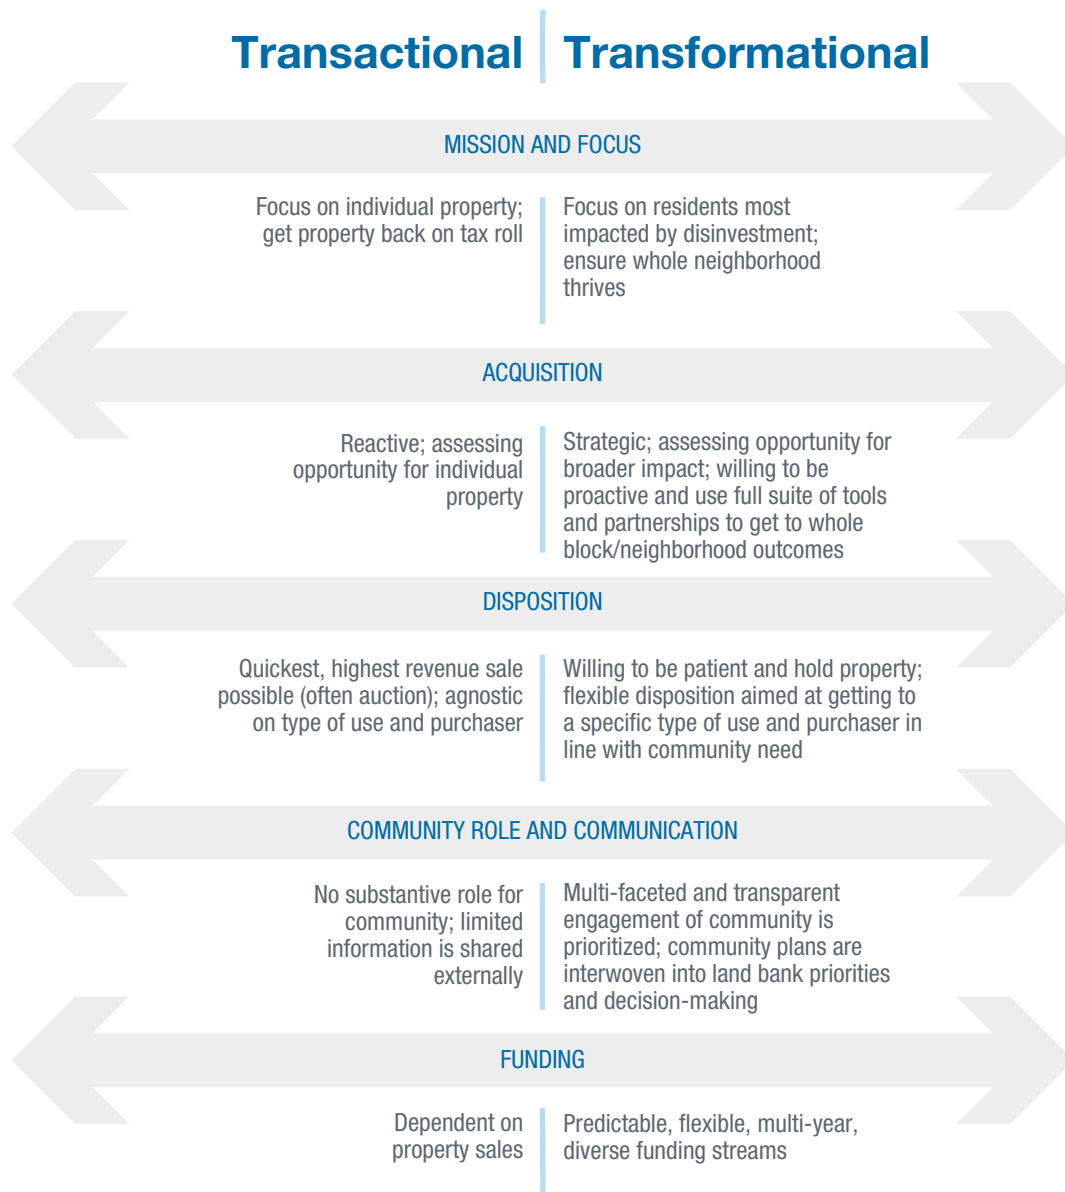 Transactional
Transformational
MISSION AND FOCUS
Focus on individual property;
get property back on tax roll
Focus on residents most
impacted by disinvestment;
ensure whole neighborhood
thrives
ACQUISITION
Reactive; assessing
opportunity for individual
property
Strategic; assessing opportunity for
broader impact; willing to be
proactive and use full suite of tools
and partnerships to get to whole
block/neighborhood outcomes
DISPOSITION
Quickest, highest revenue sale
possible (often auction); agnostic
on type of use and purchaser
Willing to be patient and hold property;
flexible disposition aimed at getting to
a specific type of use and purchaser in
line with community need
COMMUNITY ROLE AND COMMUNICATION
No substantive role for
community; limited
information is shared
externally
Multi-faceted and transparent
engagement of community is
prioritized; community plans are
interwoven into land bank priorities
and decision-making
FUNDING
Dependent on
property sales
Predictable, flexible, multi-year,
diverse funding streams